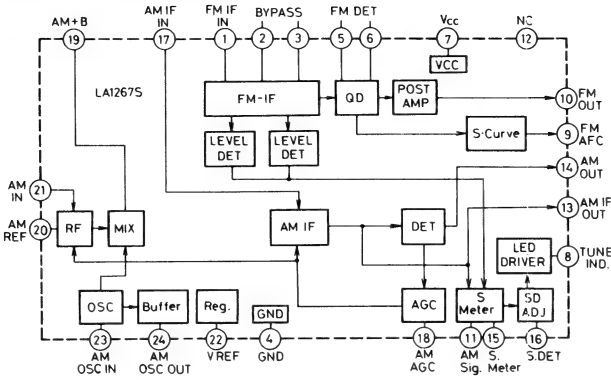 AM+B
AM IF IN
FM IF IN
BYPASS
FM DET
Vcc
NC
19
17
1
2
3
5
6
7
12
VCC
LA1267S
FM-IF
QD
POST AMP
10
FM OUT
LEVEL DET
LEVEL DET
S·Curve
9
FM AFC
14
AM OUT
AM IN
21
13
AM IF OUT
AM REF
20
RF
MIX
AM IF
DET
LED DRIVER
8
TUNE IND.
OSC
Buffer
Reg.
GND
AGC
S Meter
SD ADJ
23
24
22
4
18
11
15
16
AM OSC IN
AM OSC OUT
V REF
GND
AM AGC
AM S.
Sig. Meter
S.DET